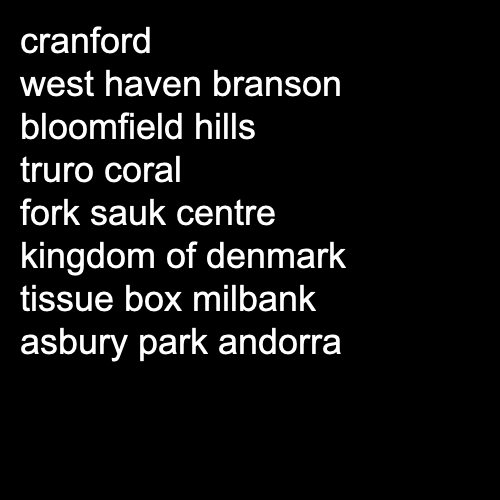 cranford
west haven branson
bloomfield hills
truro coral
fork sauk centre
kingdom of denmark
tissue box milbank
asbury park andorra